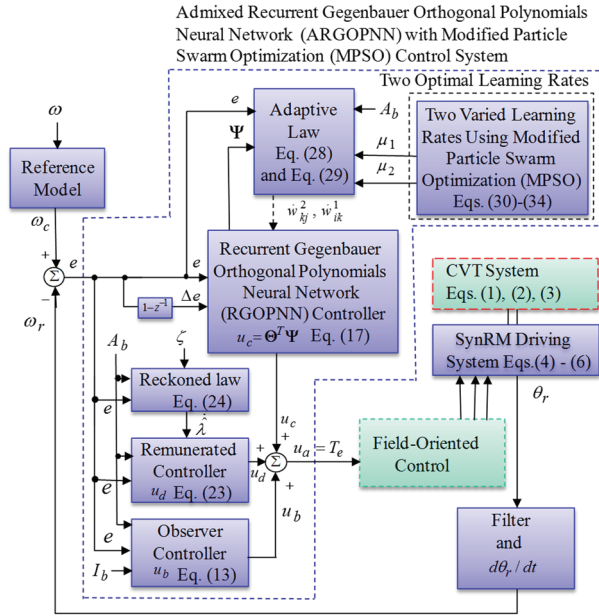 Admixed Recurrent Gegenbauer Orthogonal Polynomials
Neural Network (ARGOPNN) with Modified Particle
Swarm Optimization (MPSO) Control System
Two Optimal Learning Rates
ω
Reference
Model
ω_c
+
Σ
−
ω_r
e
e
Ψ
Adaptive
Law
Eq. (28)
and Eq. (29)
A_b
μ_1
μ_2
Two Varied Learning
Rates Using Modified
Particle Swarm
Optimization (MPSO)
Eqs. (30)-(34)
ẇ²_kj , ẇ¹_ik
e
1−z⁻¹
Δe
Recurrent Gegenbauer
Orthogonal Polynomials
Neural Network
(RGOPNN) Controller
u_c=Θ^T Ψ Eq. (17)
CVT System
Eqs. (1), (2), (3)
SynRM Driving
System Eqs.(4) - (6)
θ_r
A_b
ζ
e
Reckoned law
Eq. (24)
λ̂̇
Remunerated
Controller
u_d Eq. (23)
e
u_d
+
Σ
u_c
+
+
u_b
u_a = T_e
Field-Oriented
Control
e
I_b
Observer
Controller
u_b Eq. (13)
Filter
and
dθ_r / dt